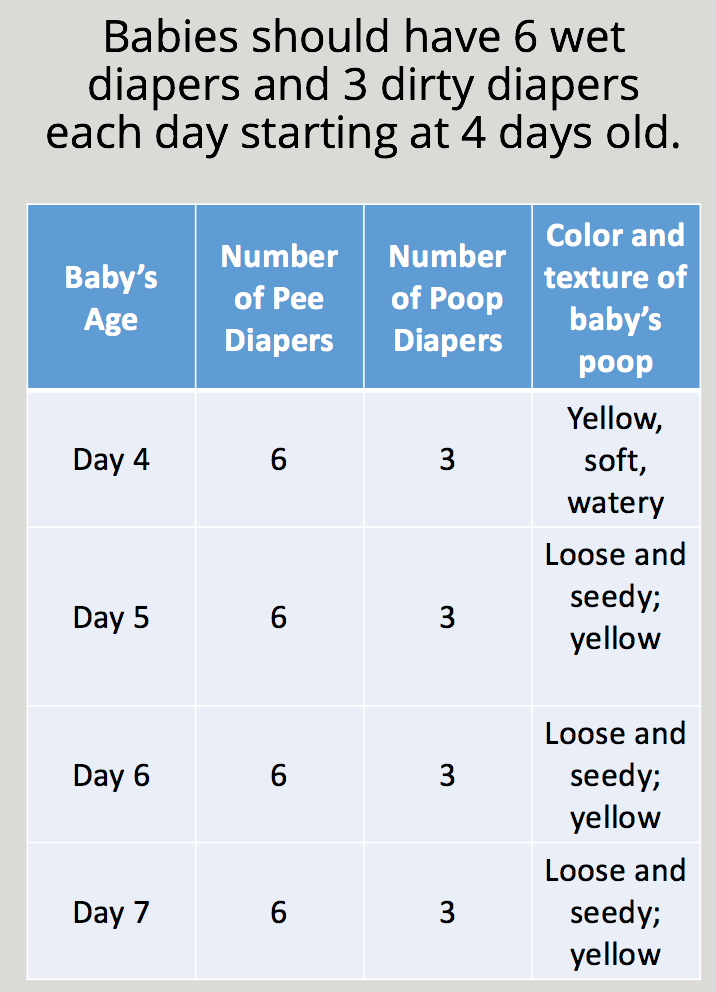 Babies should have 6 wet
diapers and 3 dirty diapers
each day starting at 4 days old.
Baby's
Age
Number
of Pee
Diapers
Number
of Poop
Diapers
Color and
texture of
baby's
poop
Day 4
6
3
Yellow,
soft,
watery
Day 5
6
3
Loose and
seedy;
yellow
Day 6
6
3
Loose and
seedy;
yellow
Day 7
6
3
Loose and
seedy;
yellow